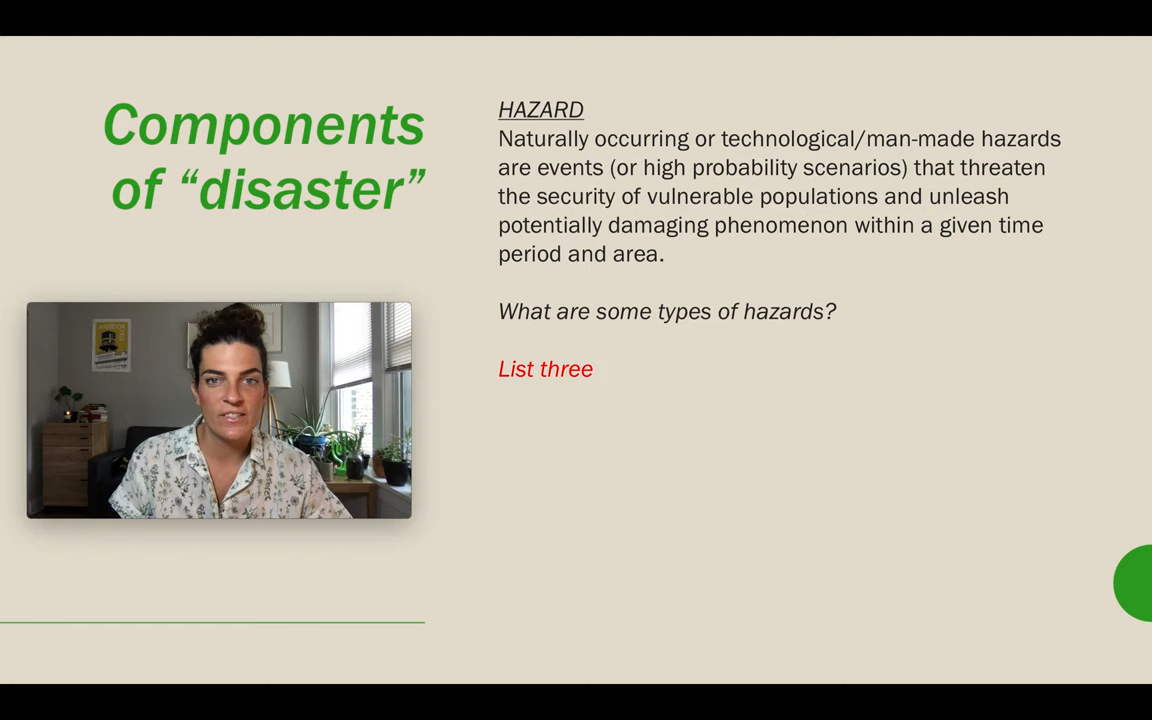 Components
of “disaster”
HAZARD
Naturally occurring or technological/man-made hazards
are events (or high probability scenarios) that threaten
the security of vulnerable populations and unleash
potentially damaging phenomenon within a given time
period and area.
What are some types of hazards?
List three